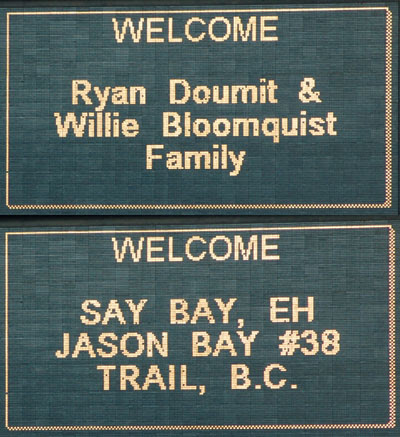 WELCOME
Ryan Doumit &
Willie Bloomquist
Family
WELCOME
SAY BAY, EH
JASON BAY #38
TRAIL, B.C.